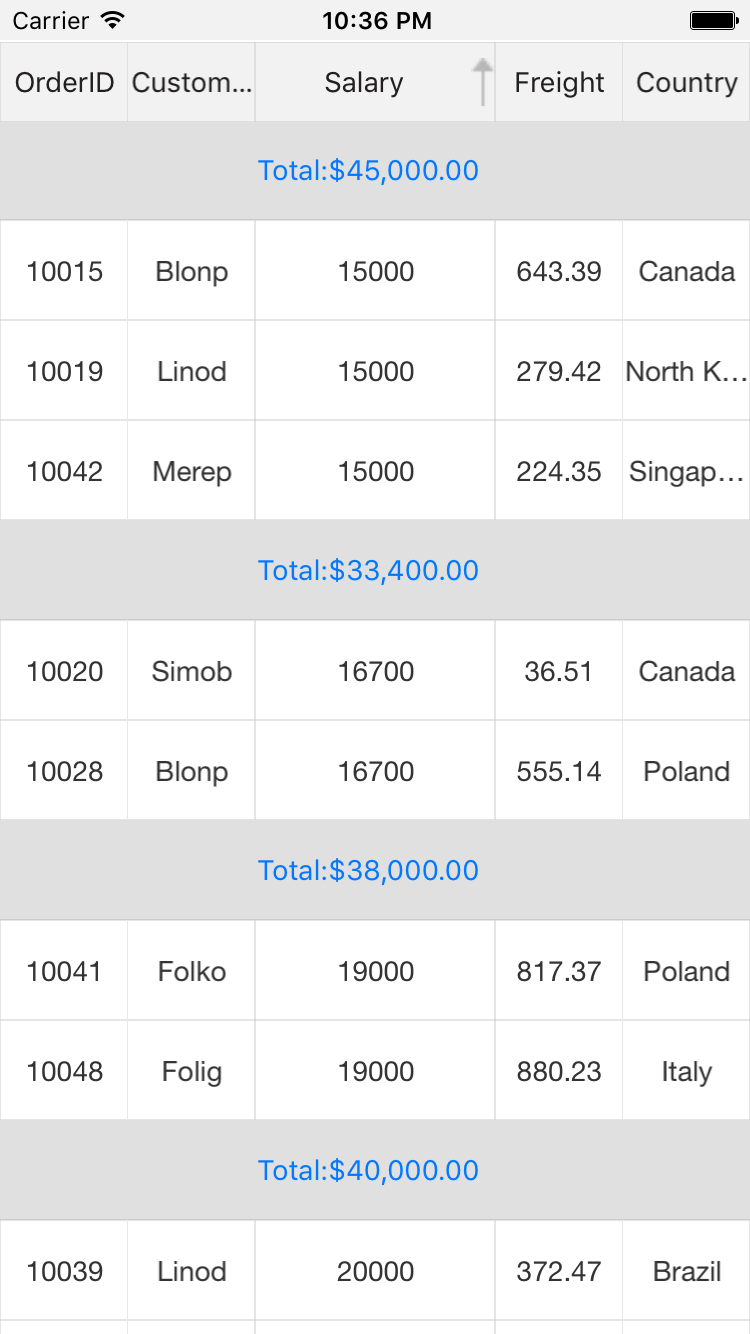 Carrier 10:36 PM
OrderID Custom... Salary Freight Country
Total:$45,000.00
10015 Blonp 15000 643.39 Canada
10019 Linod 15000 279.42 North K...
10042 Merep 15000 224.35 Singap...
Total:$33,400.00
10020 Simob 16700 36.51 Canada
10028 Blonp 16700 555.14 Poland
Total:$38,000.00
10041 Folko 19000 817.37 Poland
10048 Folig 19000 880.23 Italy
Total:$40,000.00
10039 Linod 20000 372.47 Brazil